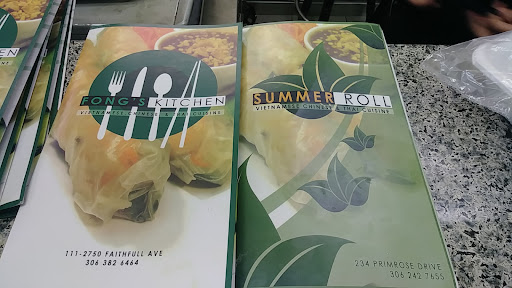 FONG'S KITCHEN
VIETNAMESE CHINESE & THAI CUISINE
111-2750 FAITHFULL AVE
306 382 6464
SUMMER ROLL
VIETNAMESE CHINESE & THAI CUISINE
234 PRIMROSE DRIVE
306 242 7655